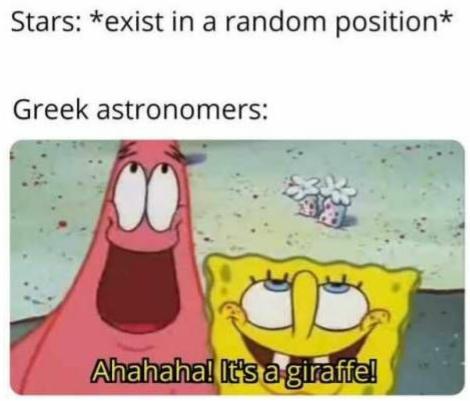 Stars: *exist in a random position*
Greek astronomers:
Ahahaha! It's a giraffe!